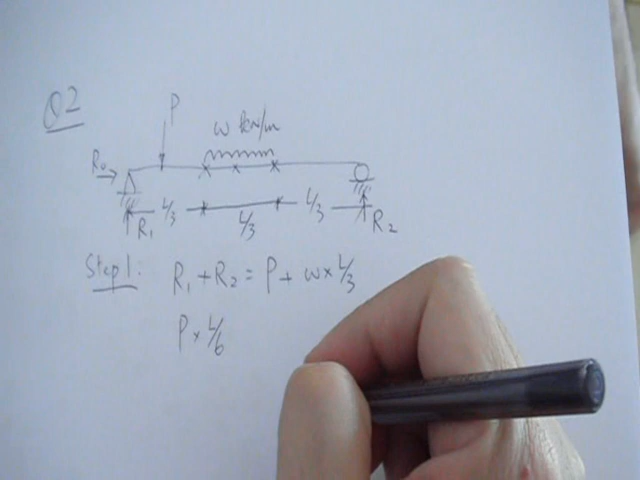 Q2
P
w kN/m
R₀
L/3 L/3
L/3
R₁ R₂
Step 1: R₁ + R₂ = P + w × L/3
P × L/6